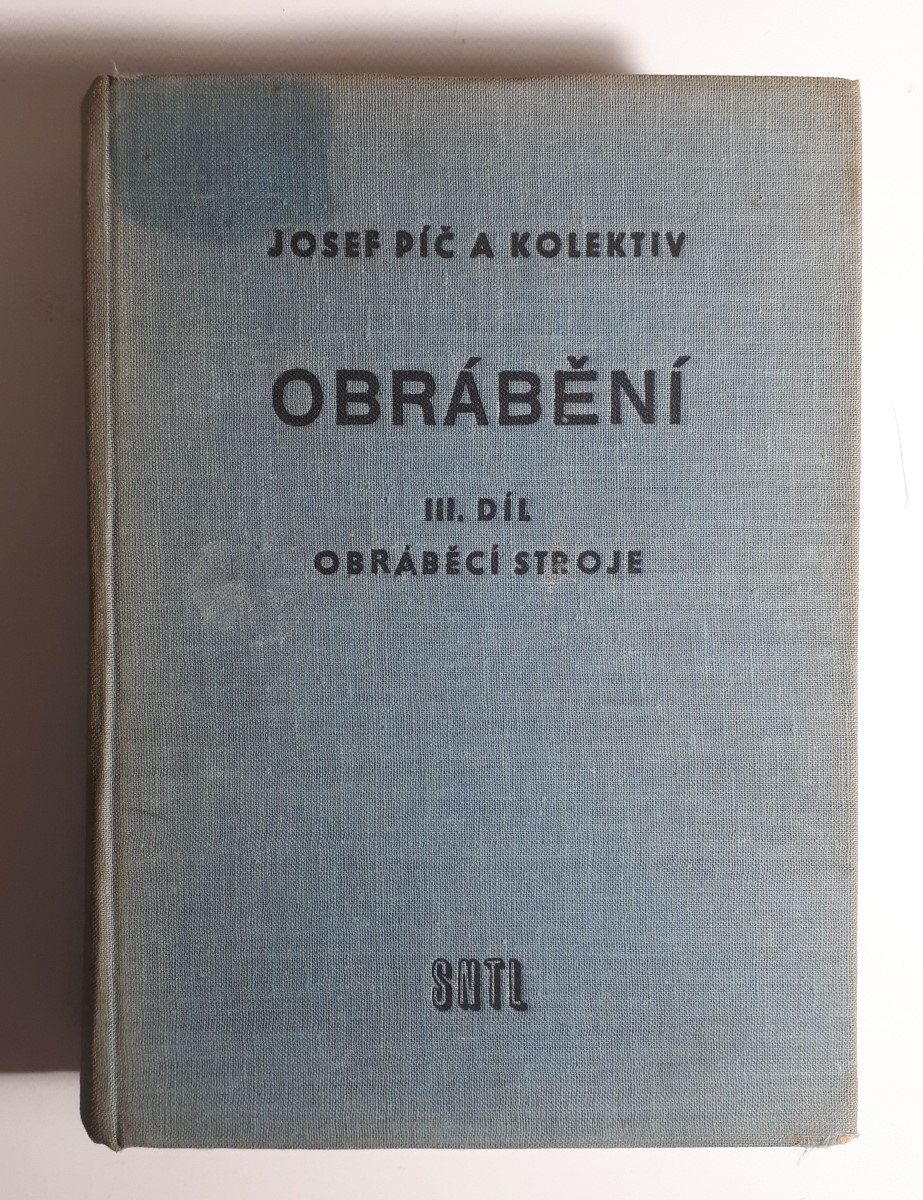 JOSEF PÍČ A KOLEKTIV
OBRÁBĚNÍ
III. DÍL
OBRÁBĚCÍ STROJE
SNTL